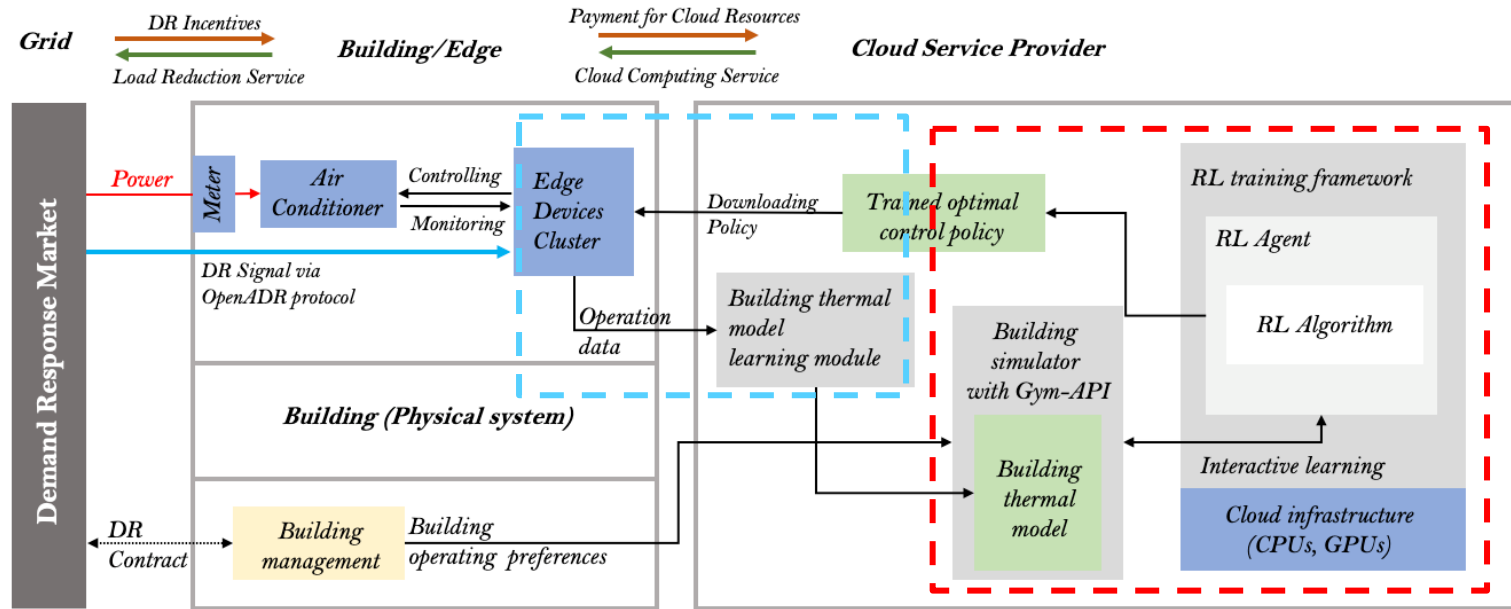 Grid
DR Incentives
Load Reduction Service
Building/Edge
Payment for Cloud Resources
Cloud Computing Service
Cloud Service Provider
Demand Response Market
Power
Meter
Air
Conditioner
Controlling
Monitoring
Edge
Devices
Cluster
DR Signal via
OpenADR protocol
Operation
data
Downloading
Policy
Trained optimal
control policy
Building thermal
model
learning module
Building
simulator
with Gym-API
Building
thermal
model
RL training framework
RL Agent
RL Algorithm
Interactive learning
Cloud infrastructure
(CPUs, GPUs)
Building (Physical system)
DR
Contract
Building
management
Building
operating preferences